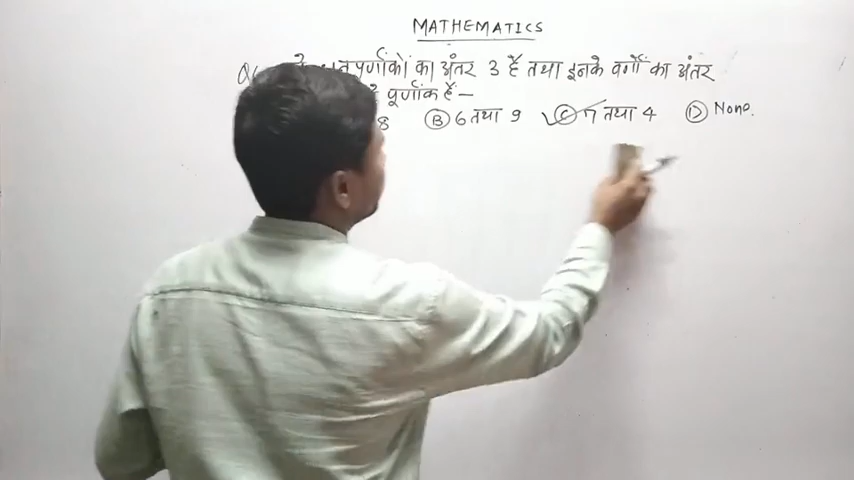 MATHEMATICS
का अंतर 3 है तथा इनके वर्गों का अंतर
पूर्णांक हैं—
8 (B) 6 तथा 9 (C) 7 तथा 4 (D) None.